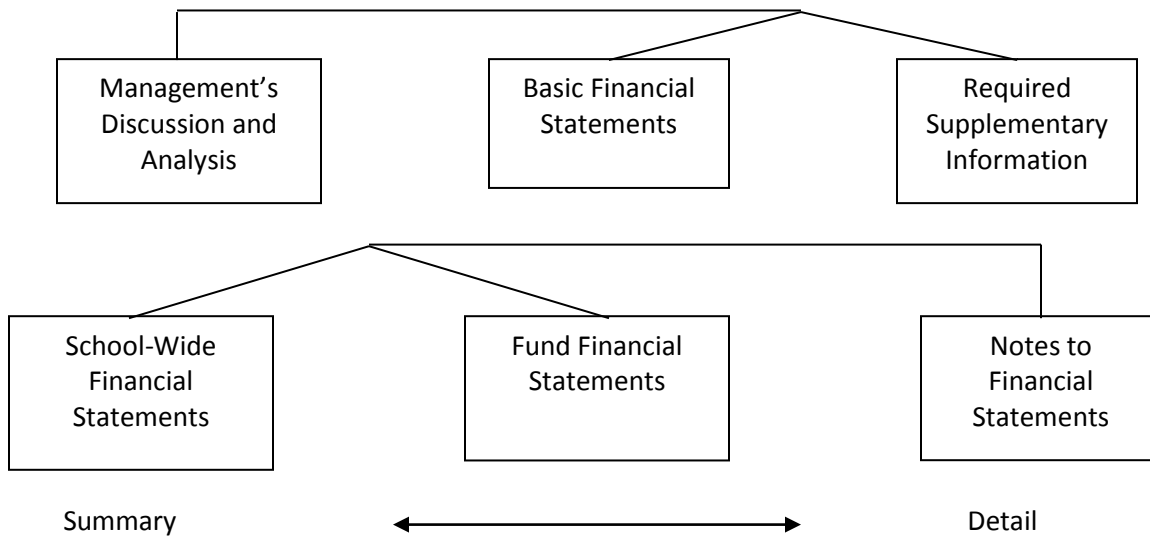 Management’s
Discussion and
Analysis
Basic Financial
Statements
Required
Supplementary
Information
School-Wide
Financial
Statements
Fund Financial
Statements
Notes to
Financial
Statements
Summary
Detail